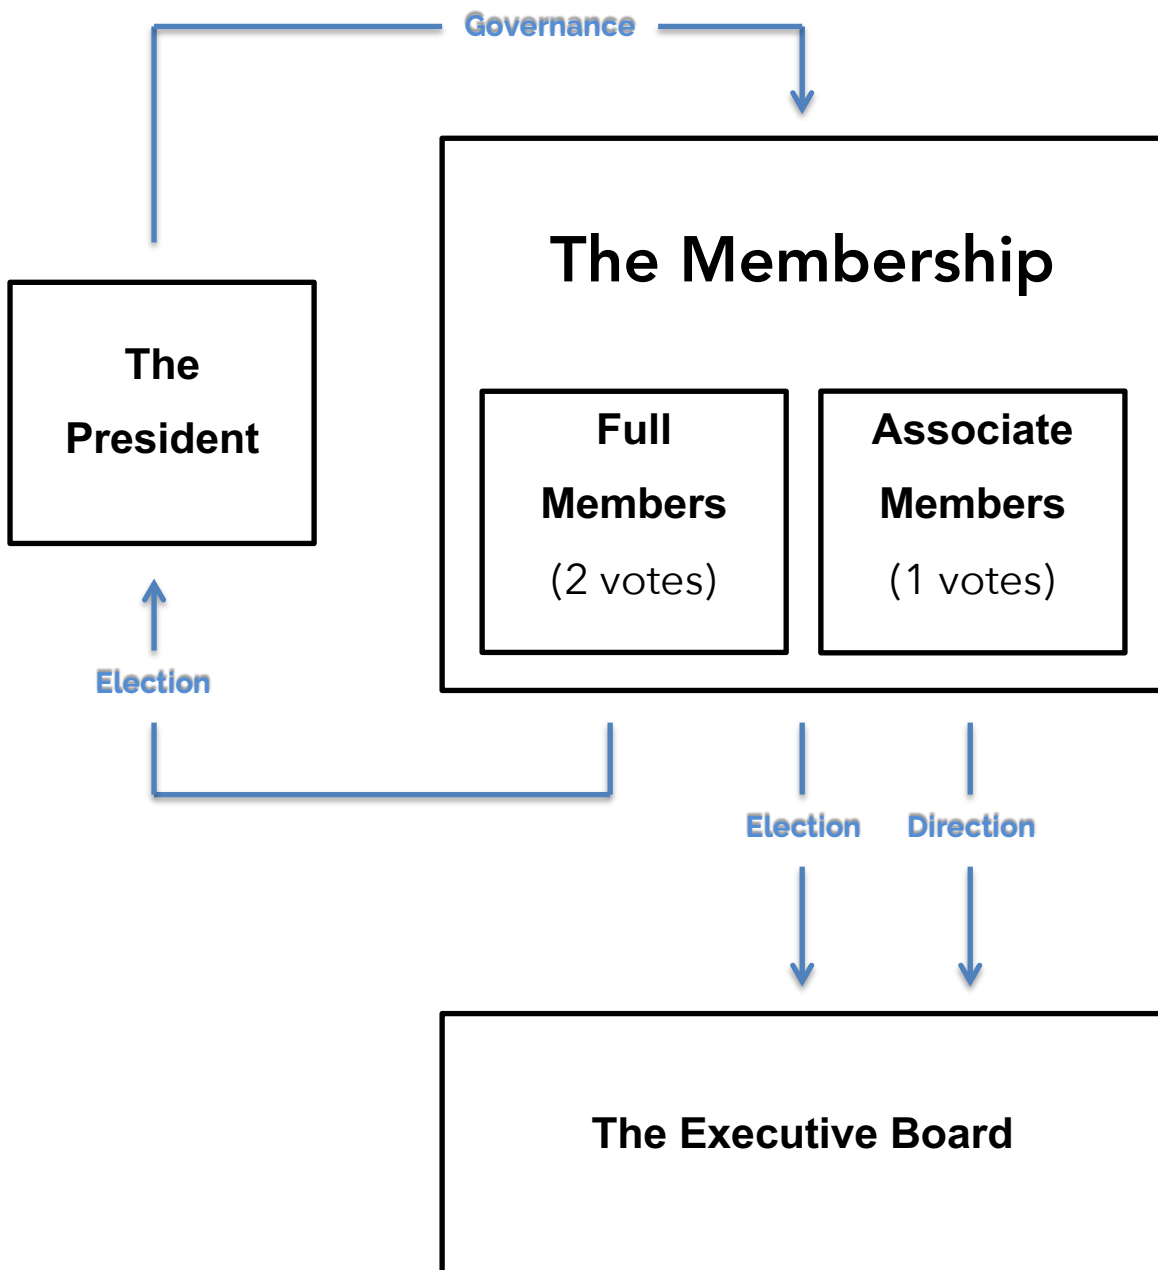 Governance
The Membership
The
President
Full
Members
(2 votes)
Associate
Members
(1 votes)
Election
Election
Direction
The Executive Board